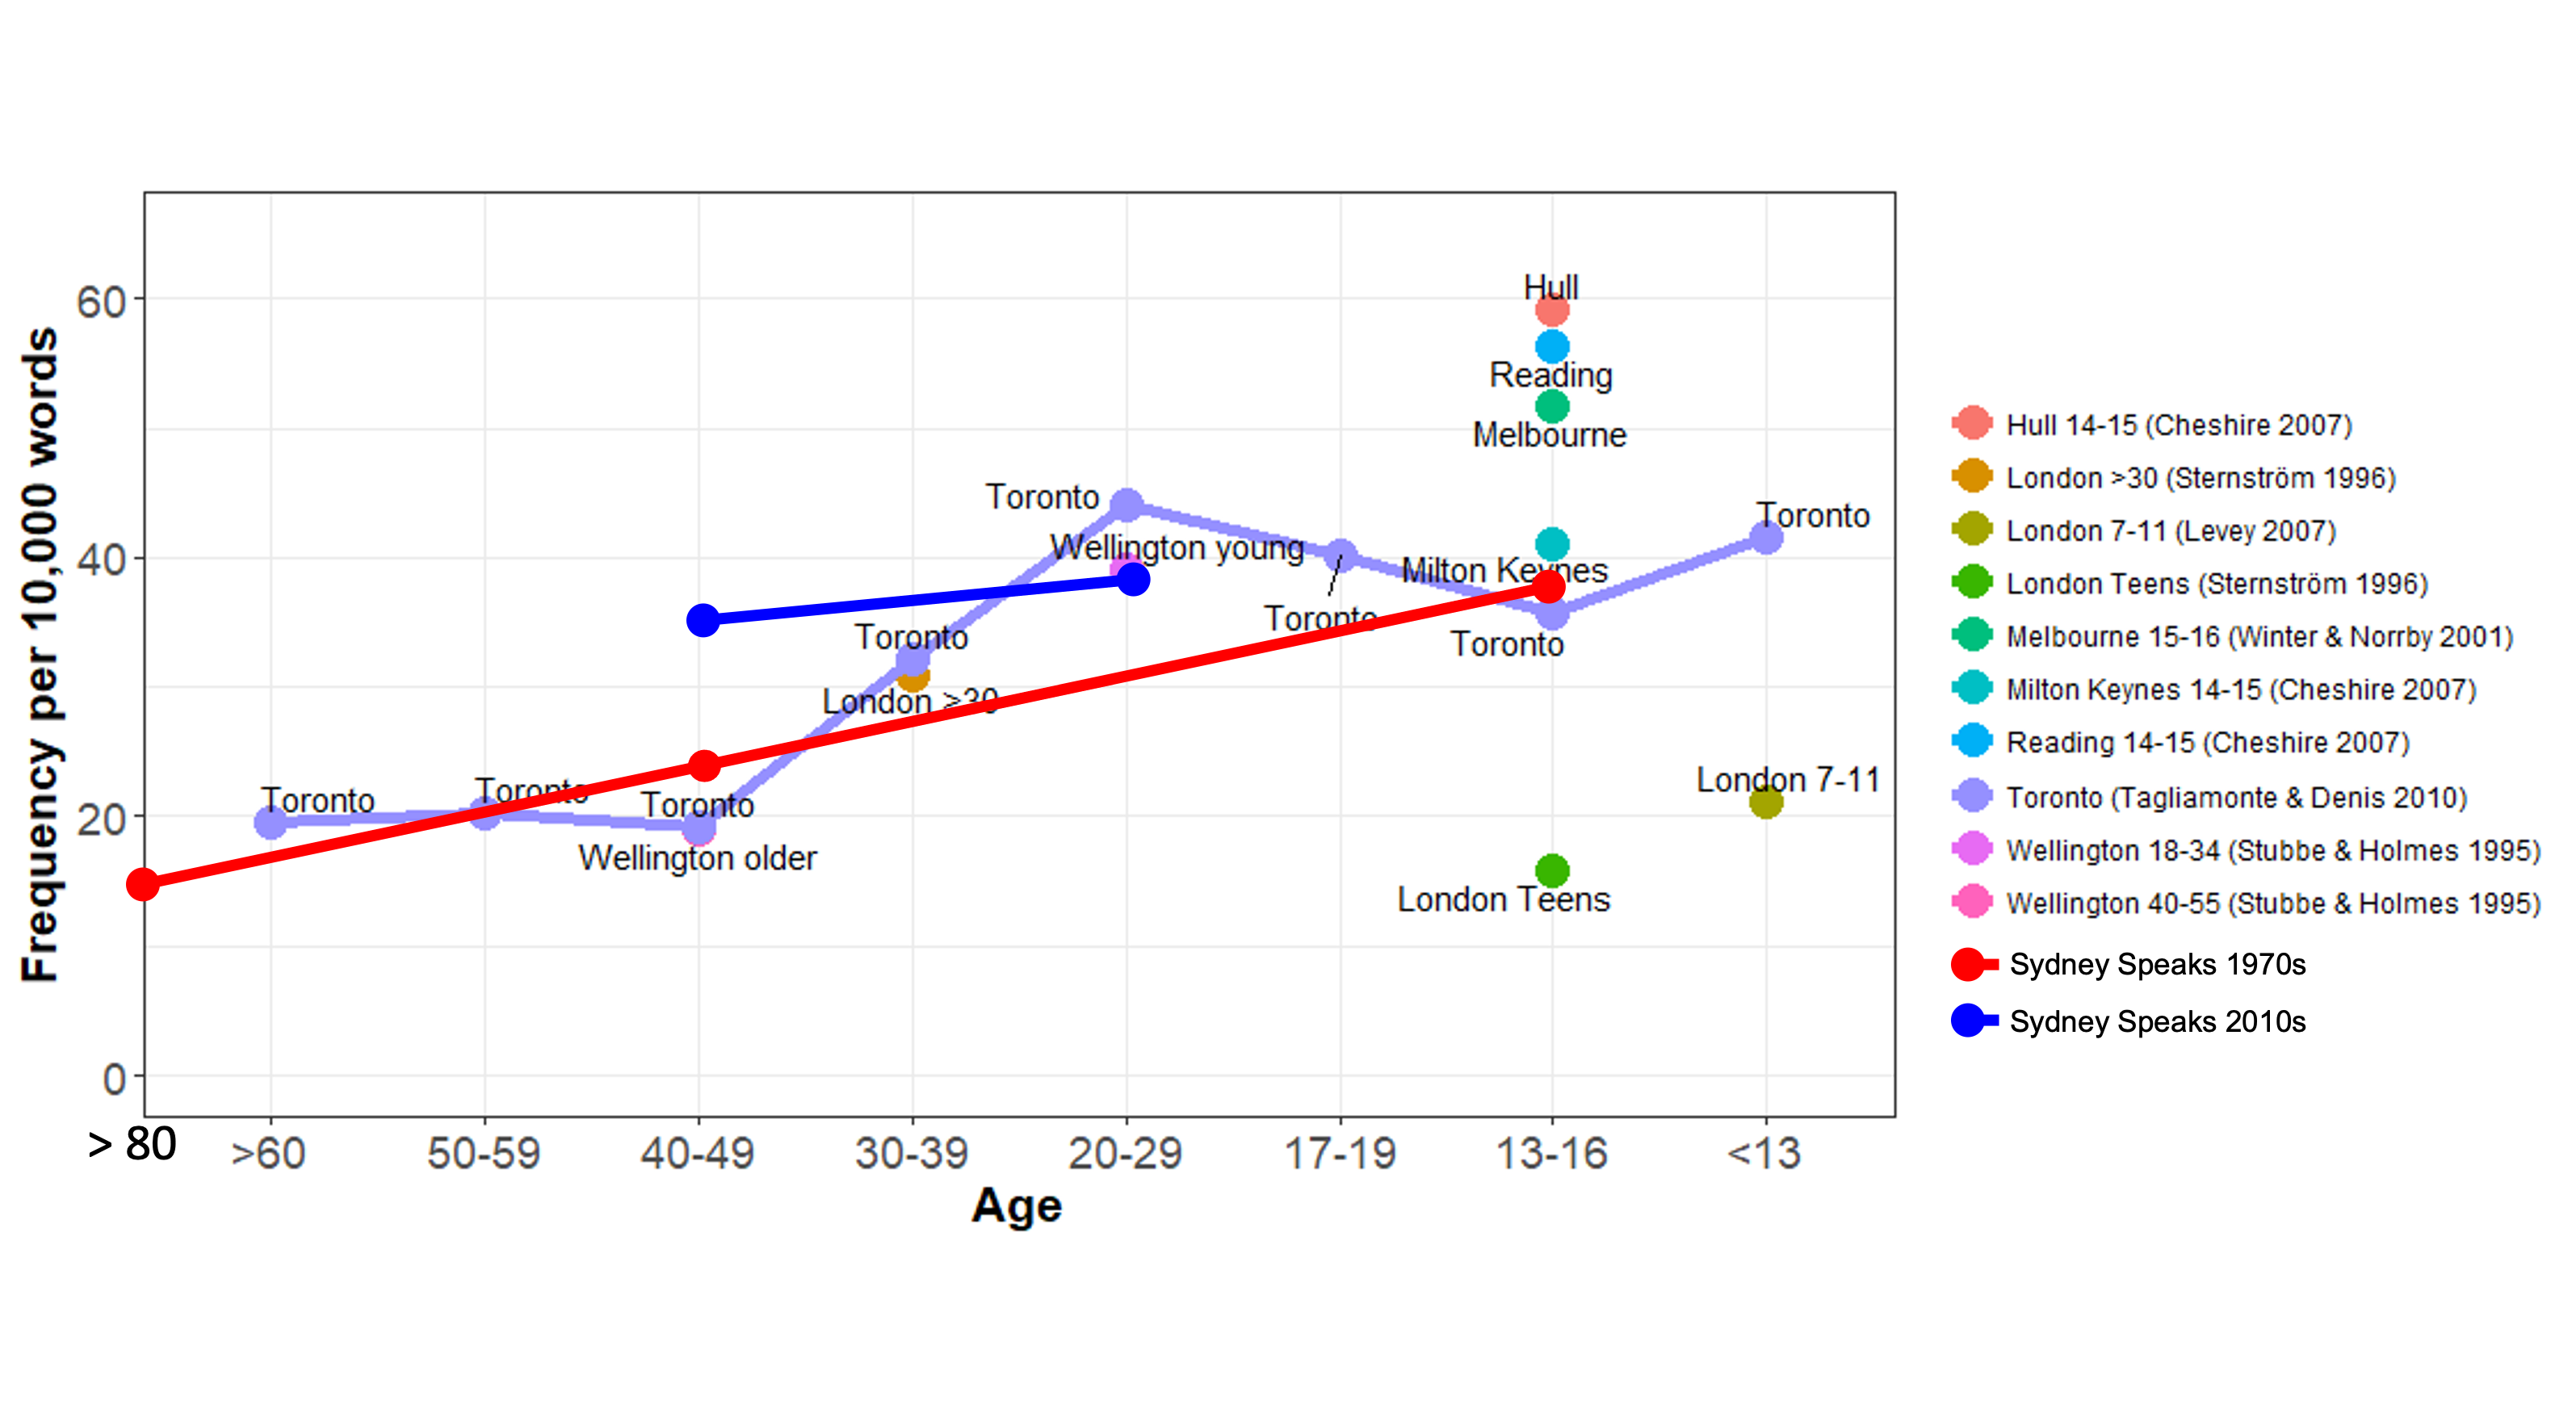 Frequency per 10,000 words
60
40
20
0
Hull
Reading
Melbourne
Toronto
Toronto
Wellington young
Milton Keynes
Toronto
Toronto
Toronto
London >30
London 7-11
Toronto
Toronto
Toronto
Wellington older
London Teens
> 80
>60
50-59
40-49
30-39
20-29
17-19
13-16
<13
Age
Hull 14-15 (Cheshire 2007)
London >30 (Sternström 1996)
London 7-11 (Levey 2007)
London Teens (Sternström 1996)
Melbourne 15-16 (Winter & Norrby 2001)
Milton Keynes 14-15 (Cheshire 2007)
Reading 14-15 (Cheshire 2007)
Toronto (Tagliamonte & Denis 2010)
Wellington 18-34 (Stubbe & Holmes 1995)
Wellington 40-55 (Stubbe & Holmes 1995)
Sydney Speaks 1970s
Sydney Speaks 2010s